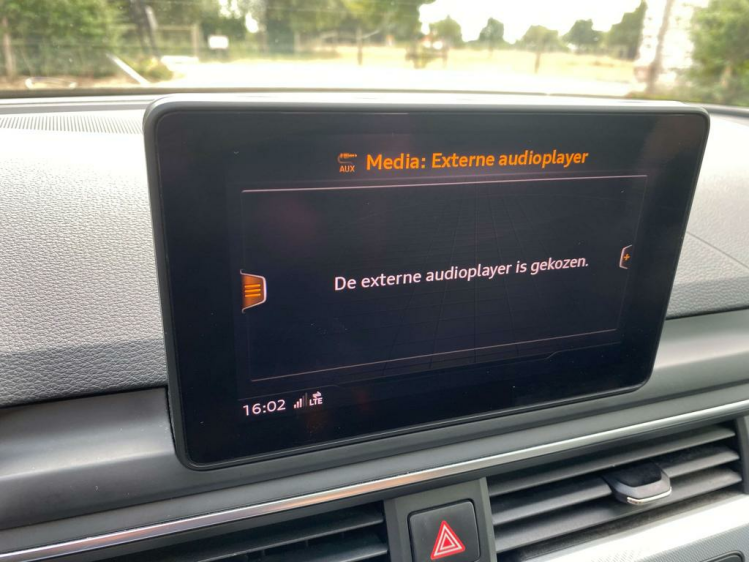 AUX Media: Externe audioplayer
De externe audioplayer is gekozen.
16:02 LTE